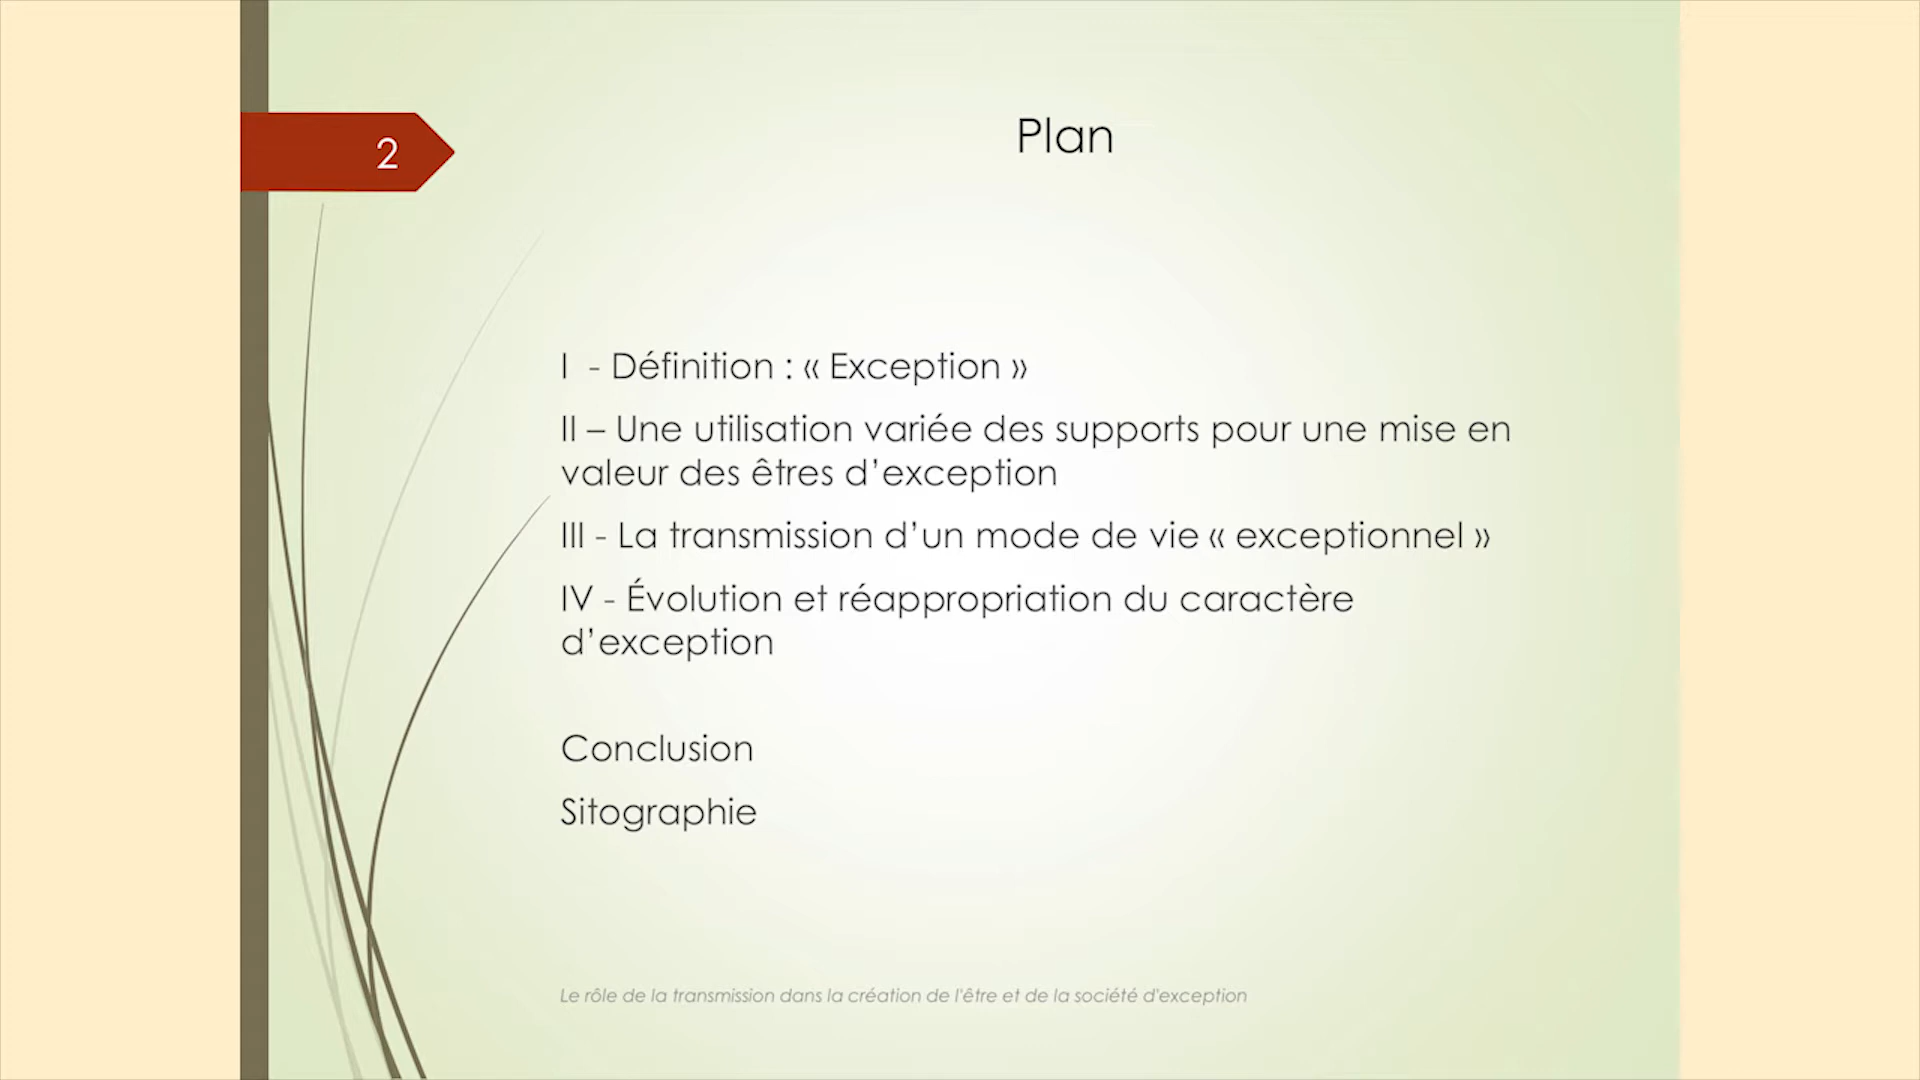 2
Plan
I - Définition : « Exception »
II – Une utilisation variée des supports pour une mise en
valeur des êtres d’exception
III - La transmission d’un mode de vie « exceptionnel »
IV - Évolution et réappropriation du caractère
d’exception
Conclusion
Sitographie
Le rôle de la transmission dans la création de l'être et de la société d'exception